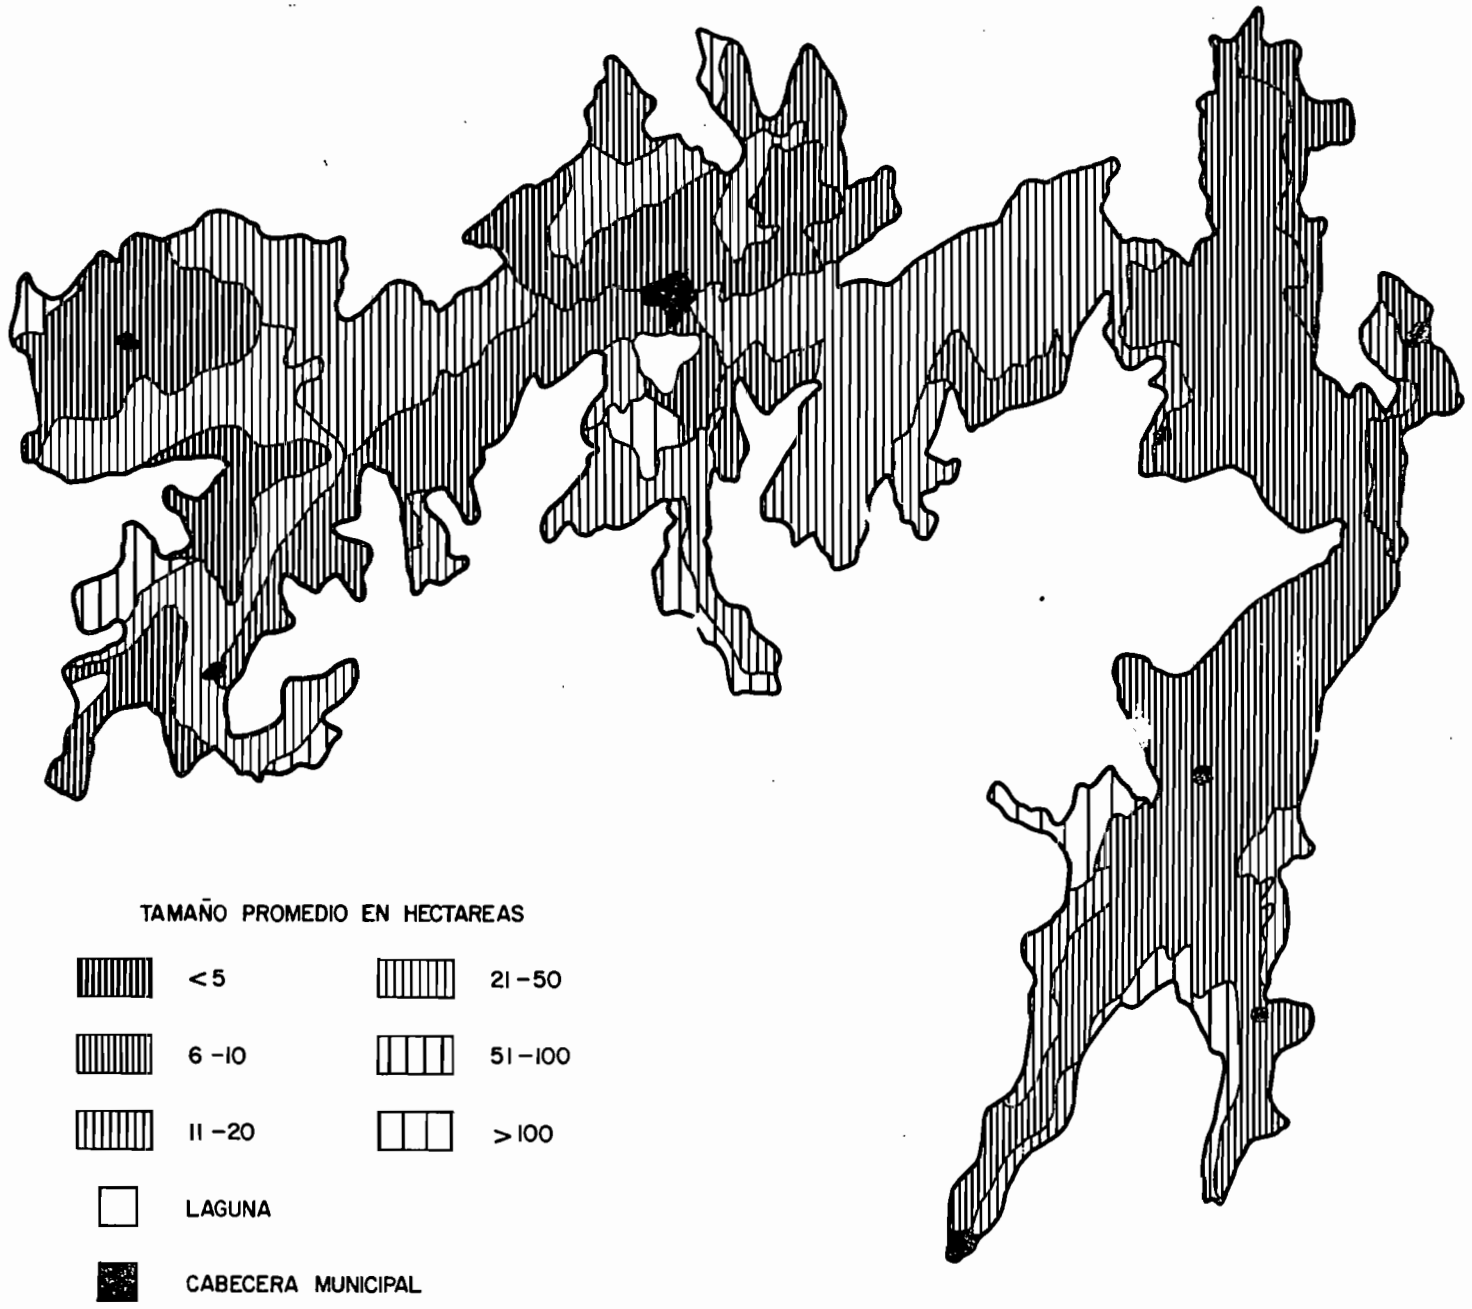 TAMAÑO PROMEDIO EN HECTAREAS
<5
21-50
6-10
51-100
11-20
>100
LAGUNA
CABECERA MUNICIPAL